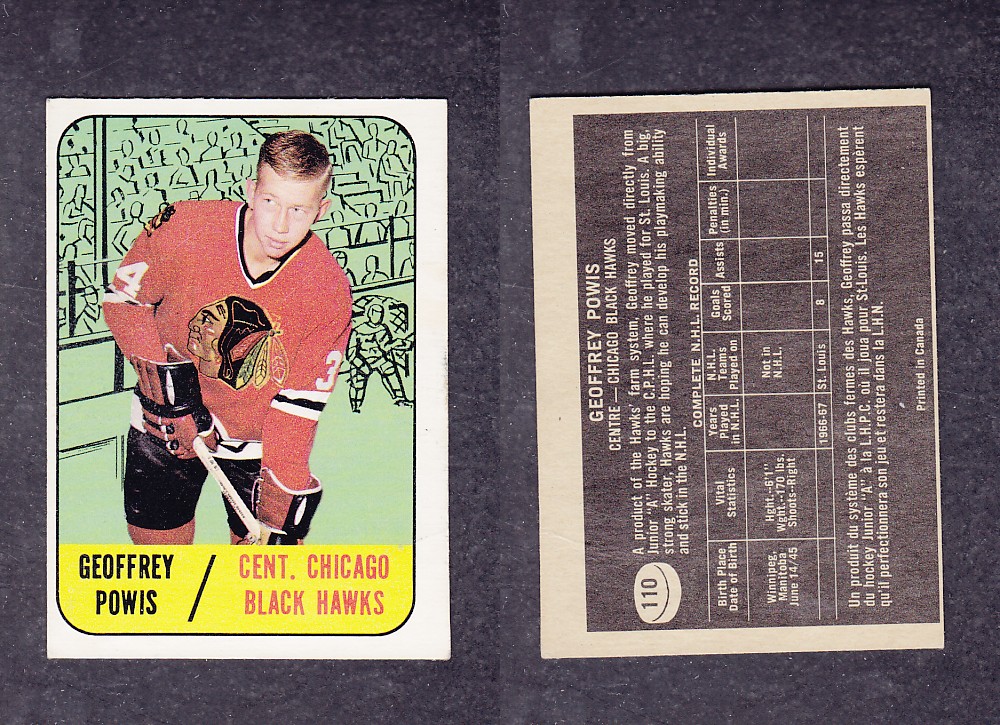 4
3
GEOFFREY
POWIS
/
CENT. CHICAGO
BLACK HAWKS
110
GEOFFREY POWIS
CENTRE — CHICAGO BLACK HAWKS
A product of the Hawks' farm system, Geoffrey moved directly from
Junior "A" Hockey to the C.P.H.L. where he played for St. Louis. A big
strong skater, Hawks are hoping he can develop his playmaking ability
and stick in the N.H.L.
COMPLETE N.H.L. RECORD
Birth Place
Date of Birth
Vital
Statistics
Years
Played
in N.H.L.
N.H.L.
Teams
Played on
Goals
Scored
Assists
Penalties
(in min.)
Individual
Awards
Winnipeg,
Manitoba
June 14/45
Hght.-6'1"
Wght.-170 lbs.
Shoots-Right
Not in
N.H.L.
1966-67 St. Louis 8 15
Un produit du système des clubs fermes des Hawks, Geoffrey passa directement
du hockey Junior "A" à la L.H.P.C. où il joua pour St-Louis. Les Hawks espèrent
qu'il perfectionnera son jeu et restera dans la L.H.N.
Printed in Canada